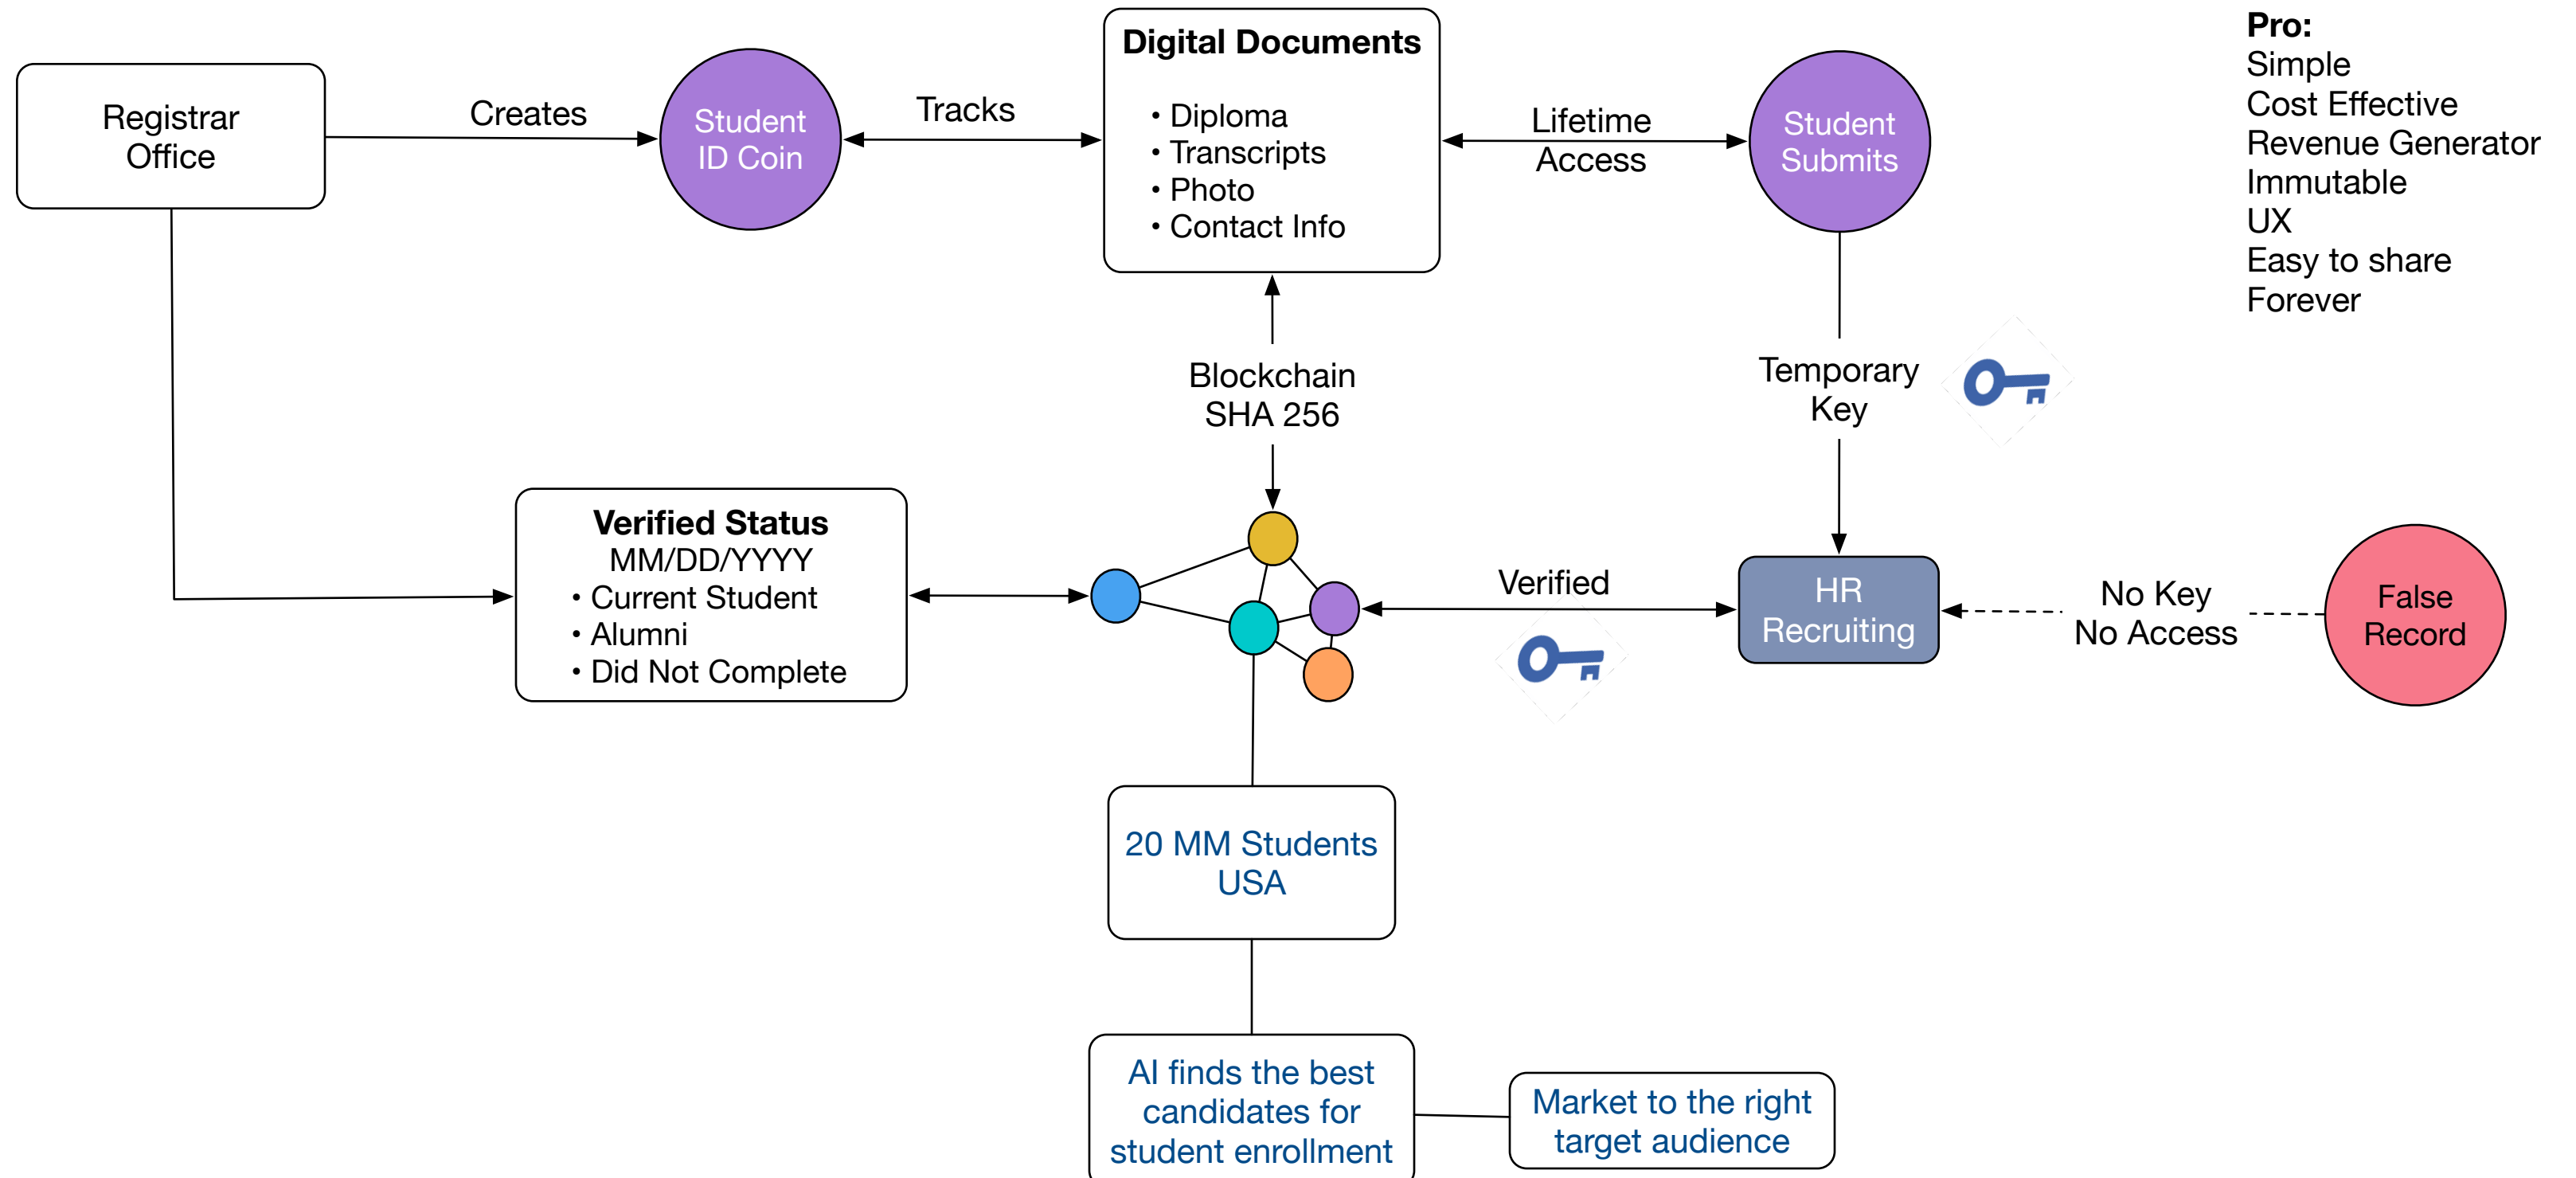 Registrar
Office
Creates
Student
ID Coin
Tracks
Digital Documents
• Diploma
• Transcripts
• Photo
• Contact Info
Lifetime
Access
Student
Submits
Pro:
Simple
Cost Effective
Revenue Generator
Immutable
UX
Easy to share
Forever
Blockchain
SHA 256
Temporary
Key
Verified Status
MM/DD/YYYY
• Current Student
• Alumni
• Did Not Complete
Verified
HR
Recruiting
No Key
No Access
False
Record
20 MM Students
USA
AI finds the best
candidates for
student enrollment
Market to the right
target audience